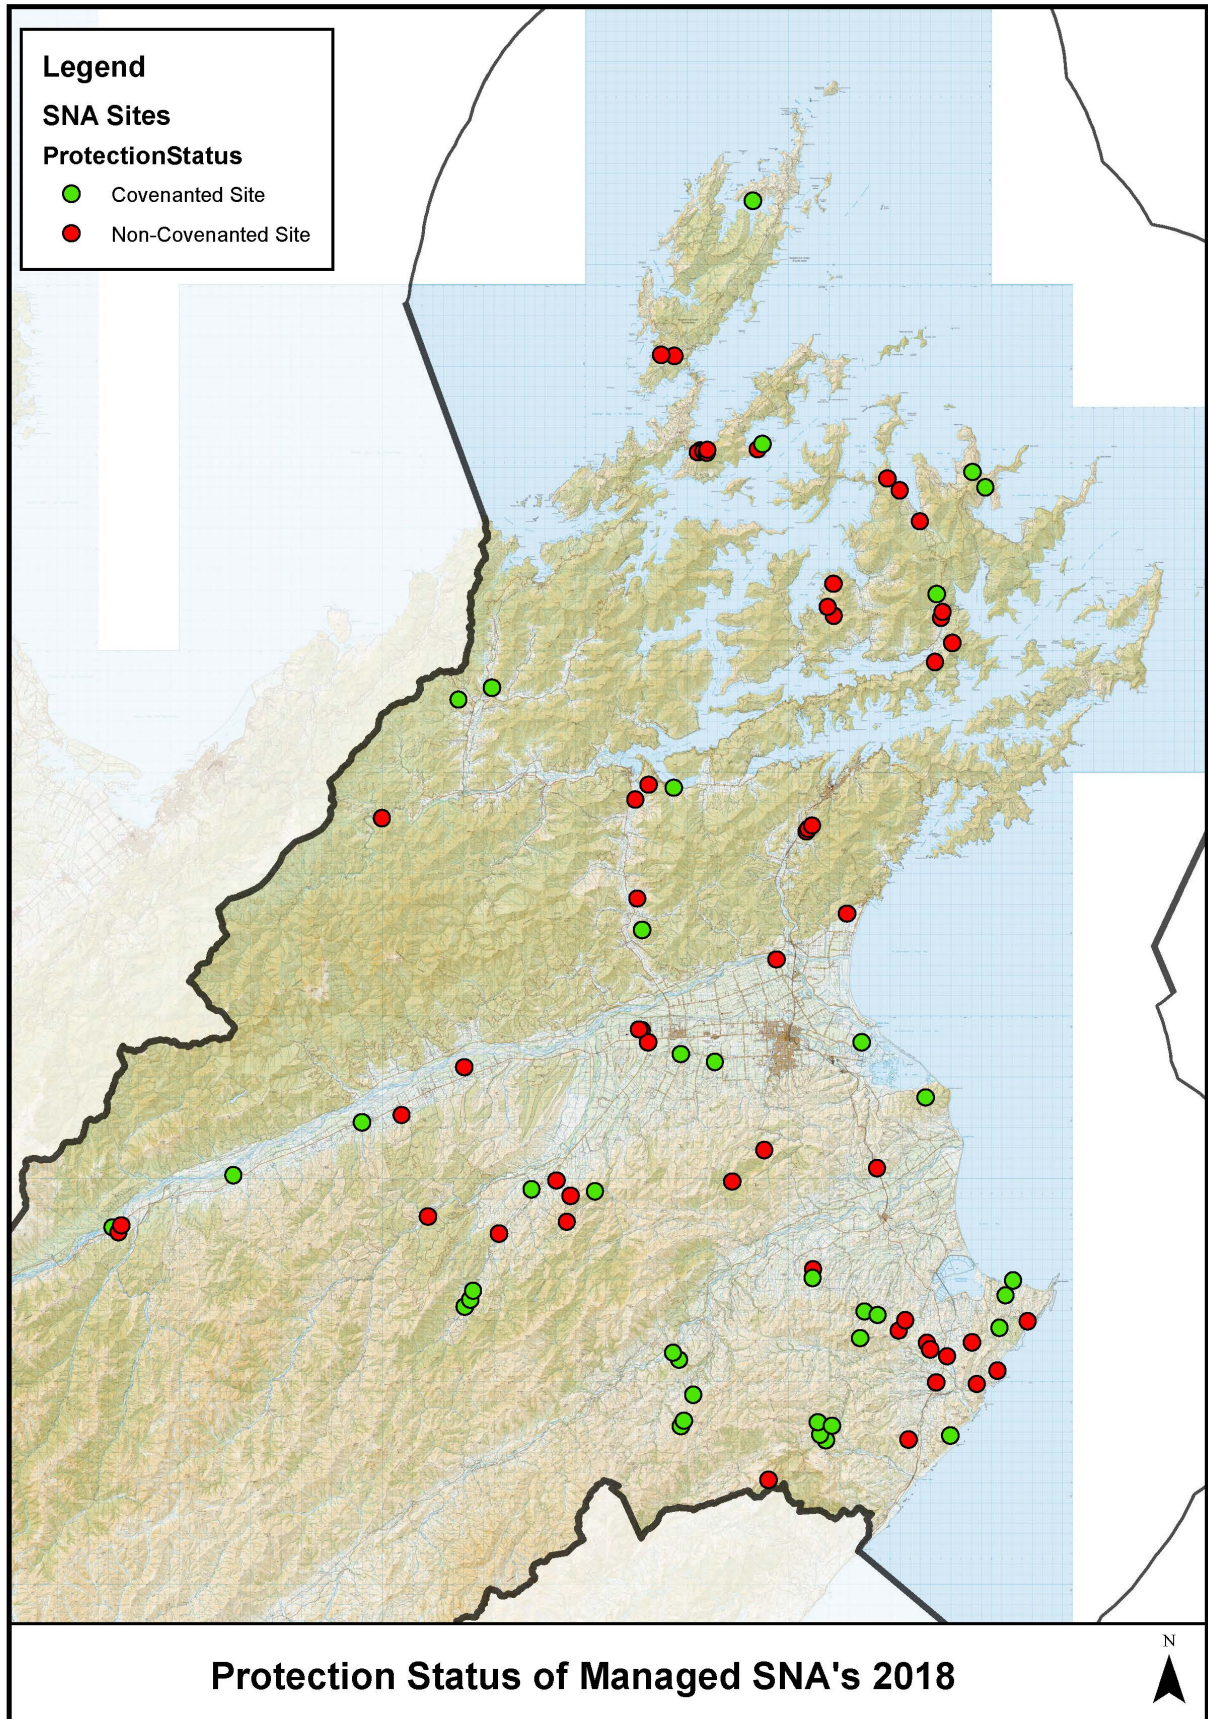 Legend
SNA Sites
ProtectionStatus
Covenanted Site
Non-Covenanted Site
Protection Status of Managed SNA's 2018
N